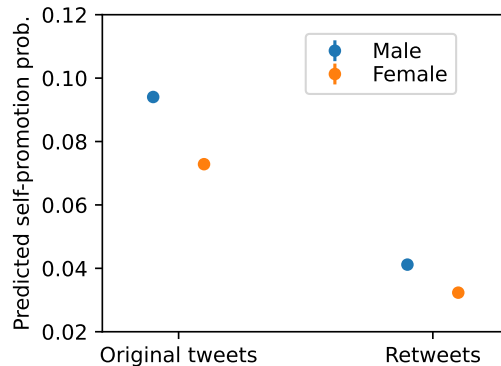 Predicted self-promotion prob.
0.12
0.10
0.08
0.06
0.04
0.02
Male
Female
Original tweets
Retweets